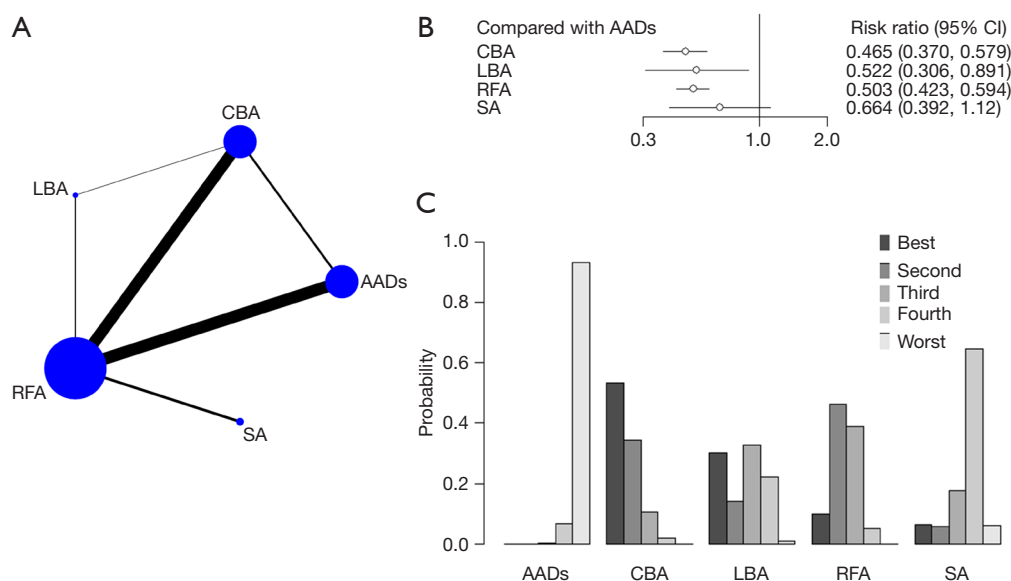 A
CBA
LBA
AADs
RFA
SA
B
Compared with AADs Risk ratio (95% CI)
CBA 0.465 (0.370, 0.579)
LBA 0.522 (0.306, 0.891)
RFA 0.503 (0.423, 0.594)
SA 0.664 (0.392, 1.12)
0.3 1.0 2.0
C
Probability
1.0
0.8
0.6
0.4
0.2
0.0
Best
Second
Third
Fourth
Worst
AADs CBA LBA RFA SA